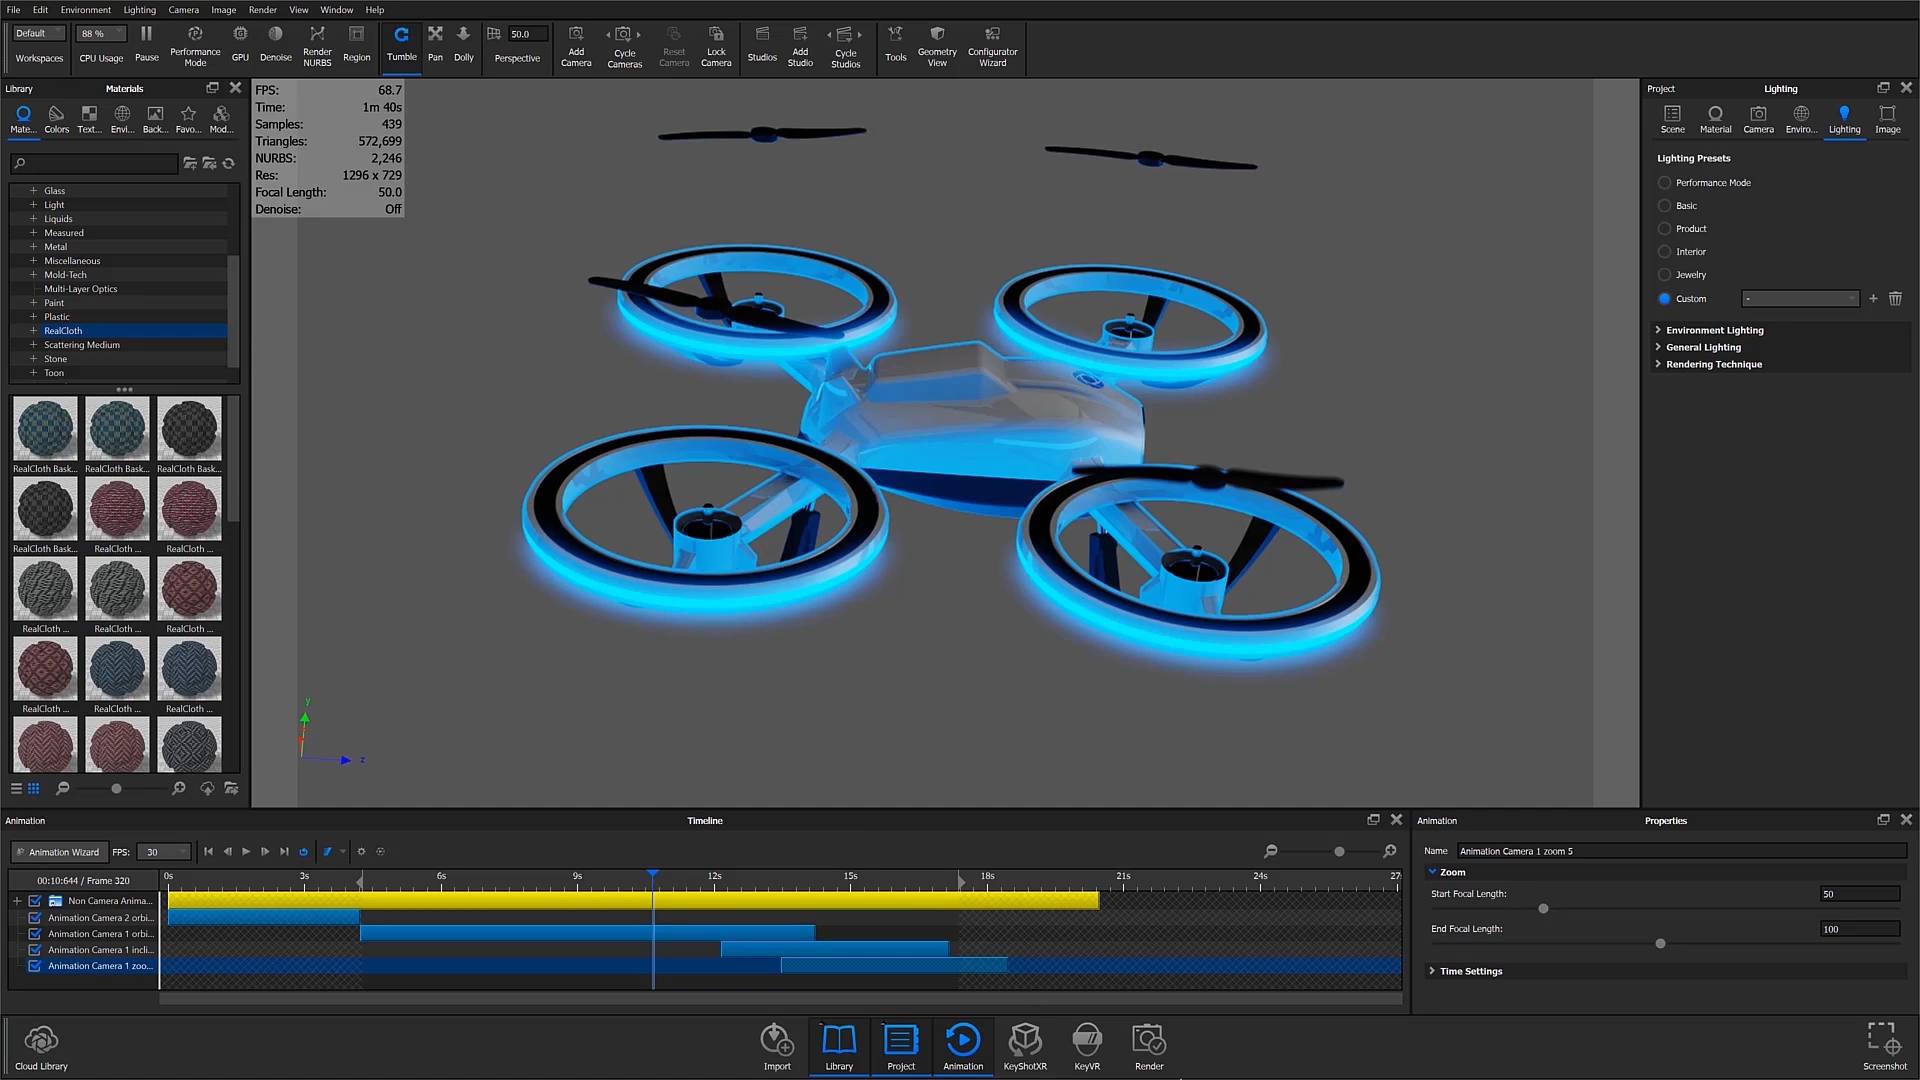 File Edit Environment Lighting Camera Image Render View Window Help
Default 88 % 50.0
Workspaces CPU Usage Pause Performance Mode GPU Denoise Render NURBS Region Tumble Pan Dolly Perspective Add Camera Cycle Cameras Reset Camera Lock Camera Studios Add Studio Cycle Studios Tools Geometry View Configurator Wizard
Library Materials
Mate... Colors Text... Envi... Back... Favo... Mod...
Glass
Light
Liquids
Measured
Metal
Miscellaneous
Mold-Tech
Multi-Layer Optics
Paint
Plastic
RealCloth
Scattering Medium
Stone
Toon
RealCloth Bask... RealCloth Bask... RealCloth Bask...
RealCloth Bask... RealCloth ... RealCloth ...
RealCloth ... RealCloth ... RealCloth ...
RealCloth ... RealCloth ... RealCloth ...
FPS: 68.7
Time: 1m 40s
Samples: 439
Triangles: 572,699
NURBS: 2,246
Res: 1296 x 729
Focal Length: 50.0
Denoise: Off
y
z
Project Lighting
Scene Material Camera Enviro... Lighting Image
Lighting Presets
Performance Mode
Basic
Product
Interior
Jewelry
Custom -
Environment Lighting
General Lighting
Rendering Technique
Animation Timeline
Animation Wizard FPS: 30
00:10:644 / Frame 320 0s 3s 6s 9s 12s 15s 18s 21s 24s 27
Non Camera Anima...
Animation Camera 2 orbi...
Animation Camera 1 orbi...
Animation Camera 1 incli...
Animation Camera 1 zoo...
Animation Properties
Name Animation Camera 1 zoom 5
Zoom
Start Focal Length: 50
End Focal Length: 100
Time Settings
Cloud Library Import Library Project Animation KeyShotXR KeyVR Render Screenshot